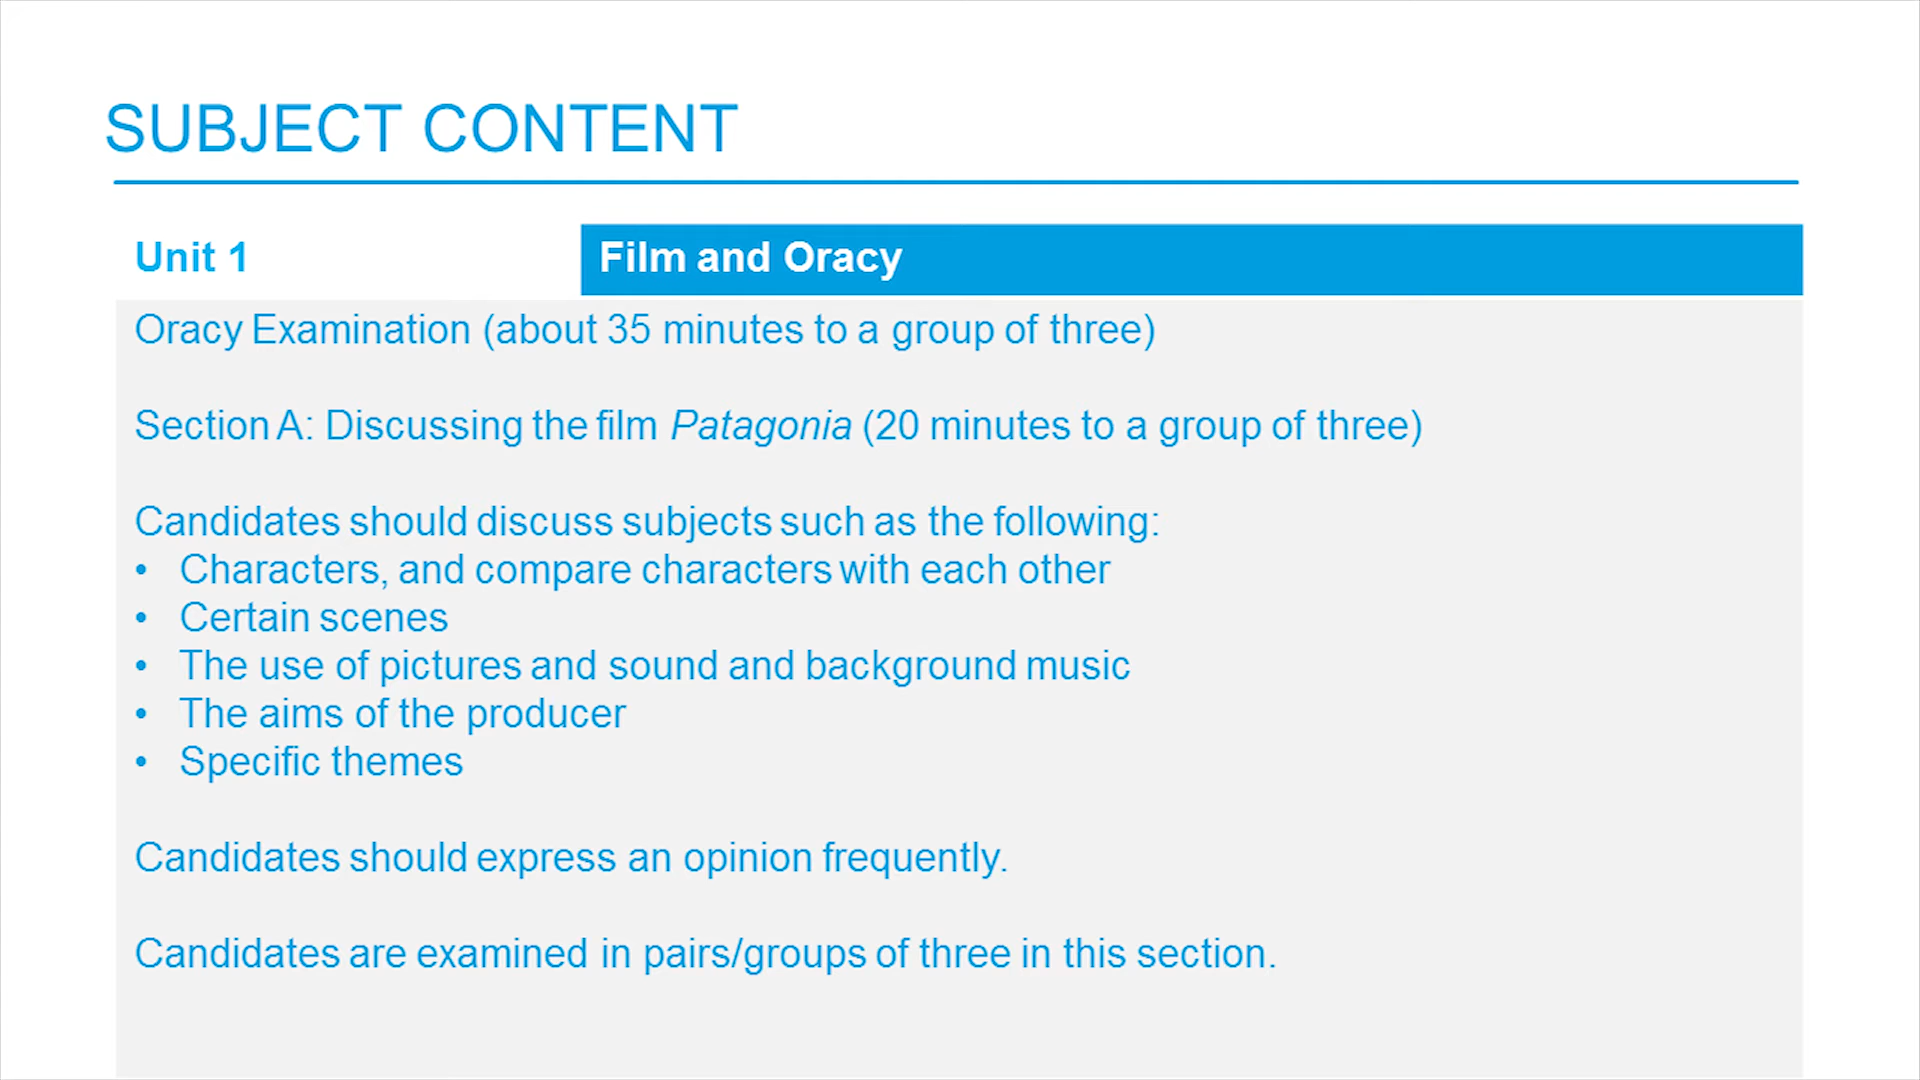 SUBJECT CONTENT
Unit 1
Film and Oracy
Oracy Examination (about 35 minutes to a group of three)
Section A: Discussing the film Patagonia (20 minutes to a group of three)
Candidates should discuss subjects such as the following:
• Characters, and compare characters with each other
• Certain scenes
• The use of pictures and sound and background music
• The aims of the producer
• Specific themes
Candidates should express an opinion frequently.
Candidates are examined in pairs/groups of three in this section.